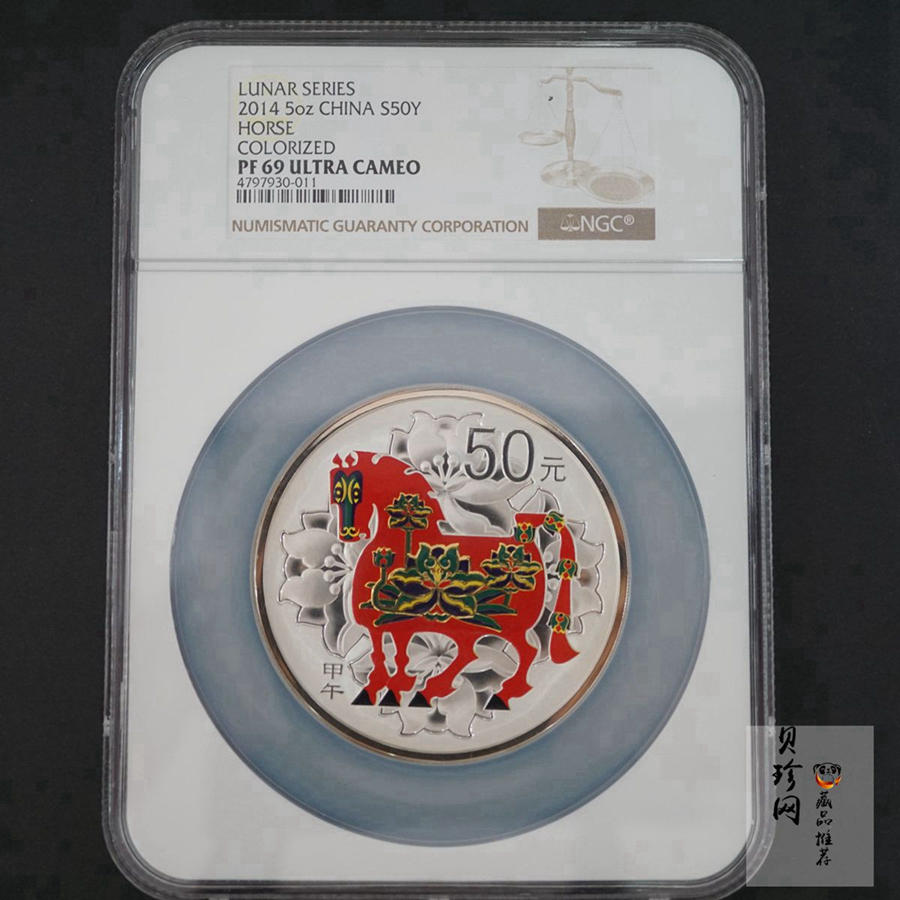 LUNAR SERIES
2014 5oz CHINA S50Y
HORSE
COLORIZED
PF 69 ULTRA CAMEO
4797930-011
NUMISMATIC GUARANTY CORPORATION
NGC®
50元
甲午
贝珍网
藏品推荐